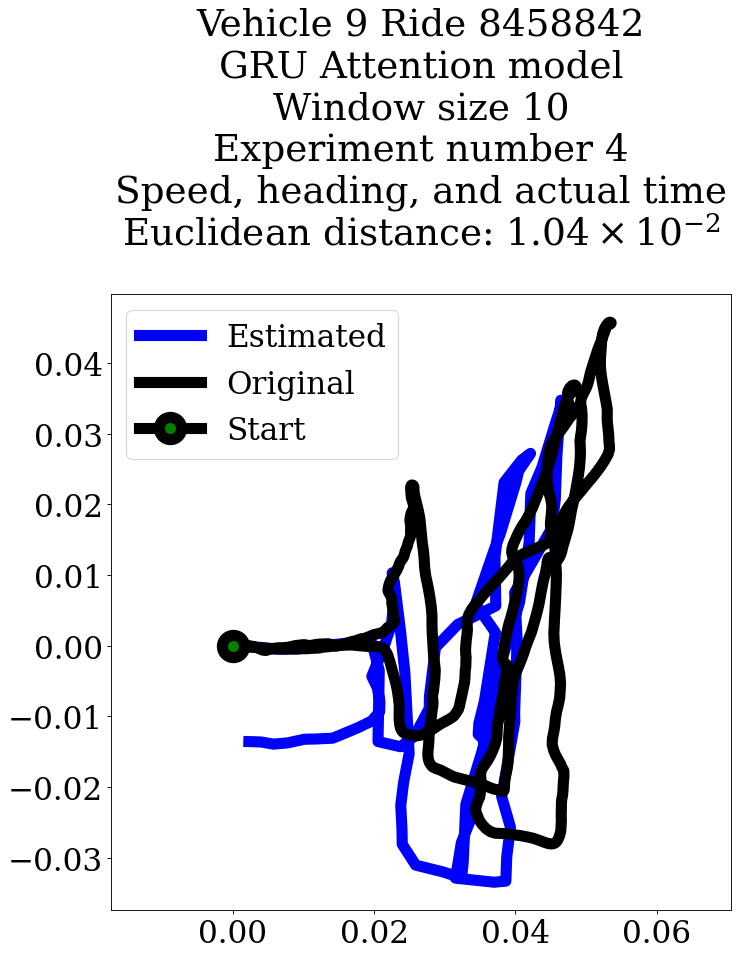 Vehicle 9 Ride 8458842
GRU Attention model
Window size 10
Experiment number 4
Speed, heading, and actual time
Euclidean distance: 1.04 × 10⁻²
Estimated
Original
Start
0.04
0.03
0.02
0.01
0.00
−0.01
−0.02
−0.03
0.00 0.02 0.04 0.06